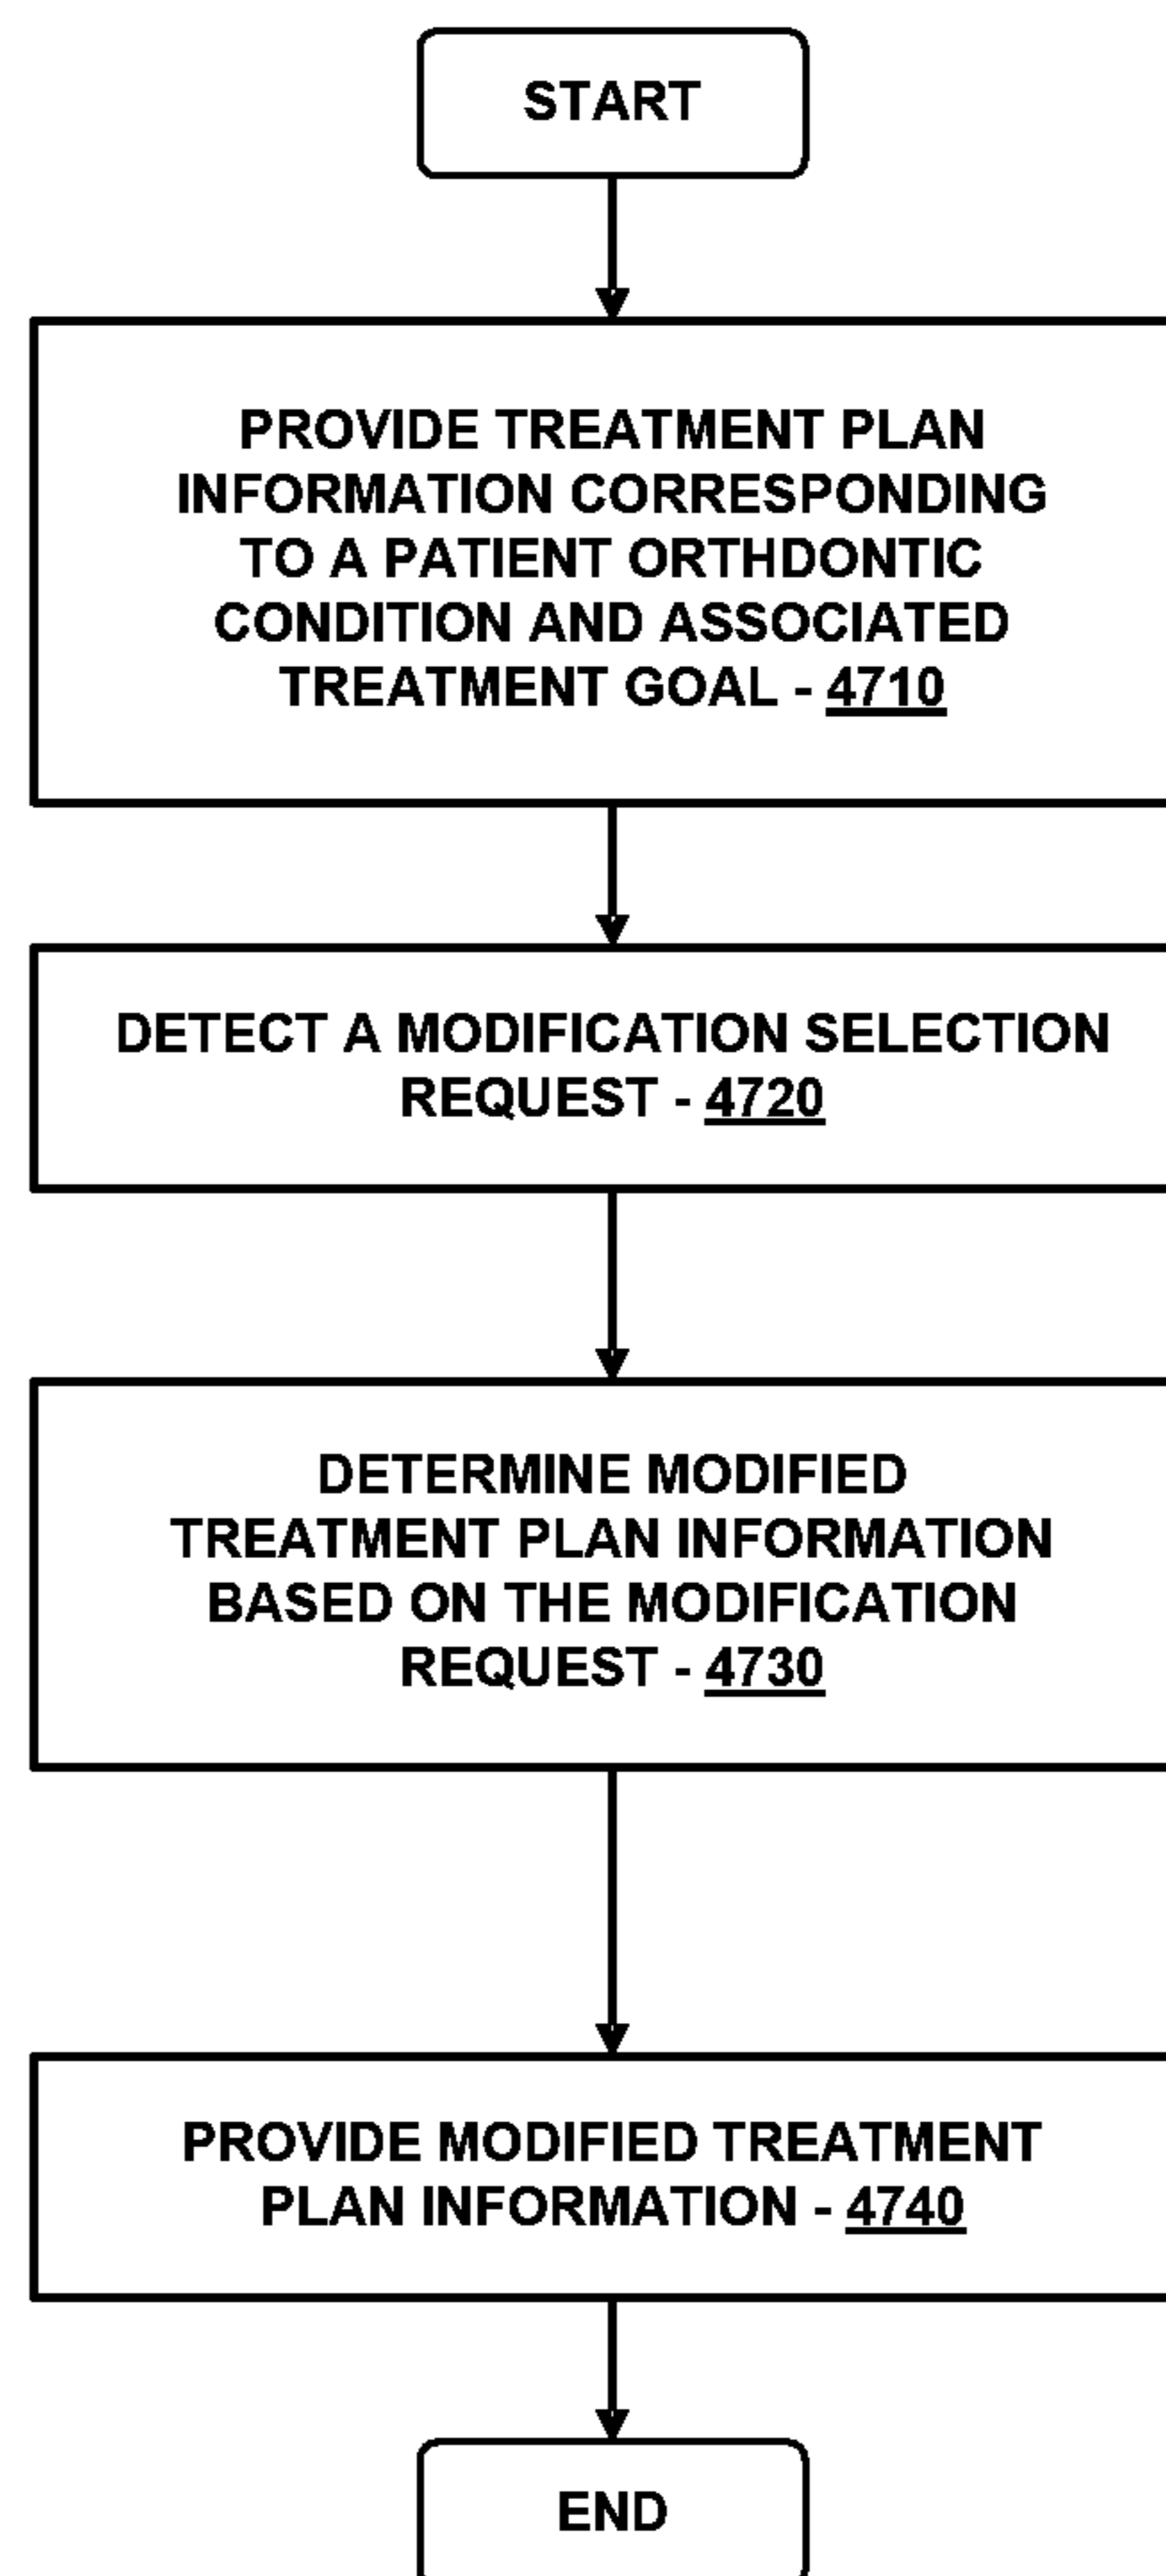 START
PROVIDE TREATMENT PLAN
INFORMATION CORRESPONDING
TO A PATIENT ORTHDONTIC
CONDITION AND ASSOCIATED
TREATMENT GOAL - 4710
DETECT A MODIFICATION SELECTION
REQUEST - 4720
DETERMINE MODIFIED
TREATMENT PLAN INFORMATION
BASED ON THE MODIFICATION
REQUEST - 4730
PROVIDE MODIFIED TREATMENT
PLAN INFORMATION - 4740
END